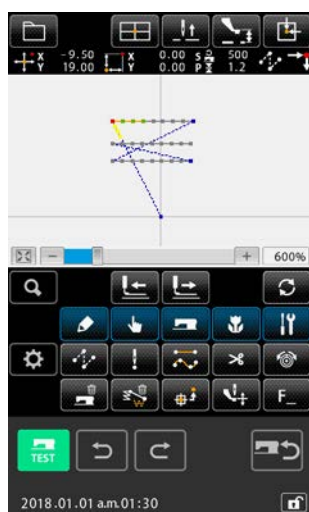 X -9.50 X 0.00 S 500
Y 19.00 Y 0.00 P 1.2
600%
F_
TEST
2018.01.01 a.m.01:30